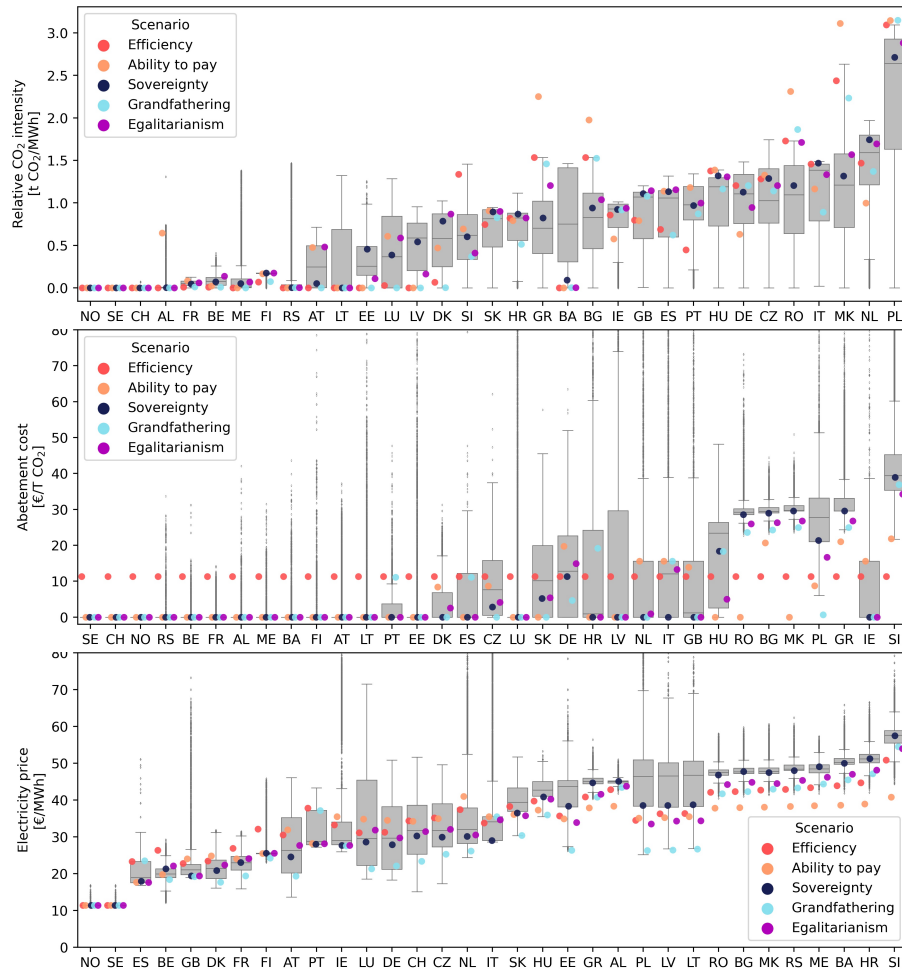 Relative CO2 intensity
[t CO2/MWh]
3.0
2.5
2.0
1.5
1.0
0.5
0.0
Scenario
Efficiency
Ability to pay
Sovereignty
Grandfathering
Egalitarianism
NO SE CH AL FR BE ME FI RS AT LT EE LU LV DK SI SK HR GR BA BG IE GB ES PT HU DE CZ RO IT MK NL PL
Abetement cost
[€/T CO2]
80
70
60
50
40
30
20
10
0
Scenario
Efficiency
Ability to pay
Sovereignty
Grandfathering
Egalitarianism
SE CH NO RS BE FR AL ME BA FI AT LT PT EE DK ES CZ LU SK DE HR LV NL IT GB HU RO BG MK PL GR IE SI
Electricity price
[€/MWh]
80
70
60
50
40
30
20
10
0
Scenario
Efficiency
Ability to pay
Sovereignty
Grandfathering
Egalitarianism
NO SE ES BE GB DK FR FI AT PT IE LU DE CH CZ NL IT SK HU EE GR AL PL LV LT RO BG MK RS ME BA HR SI